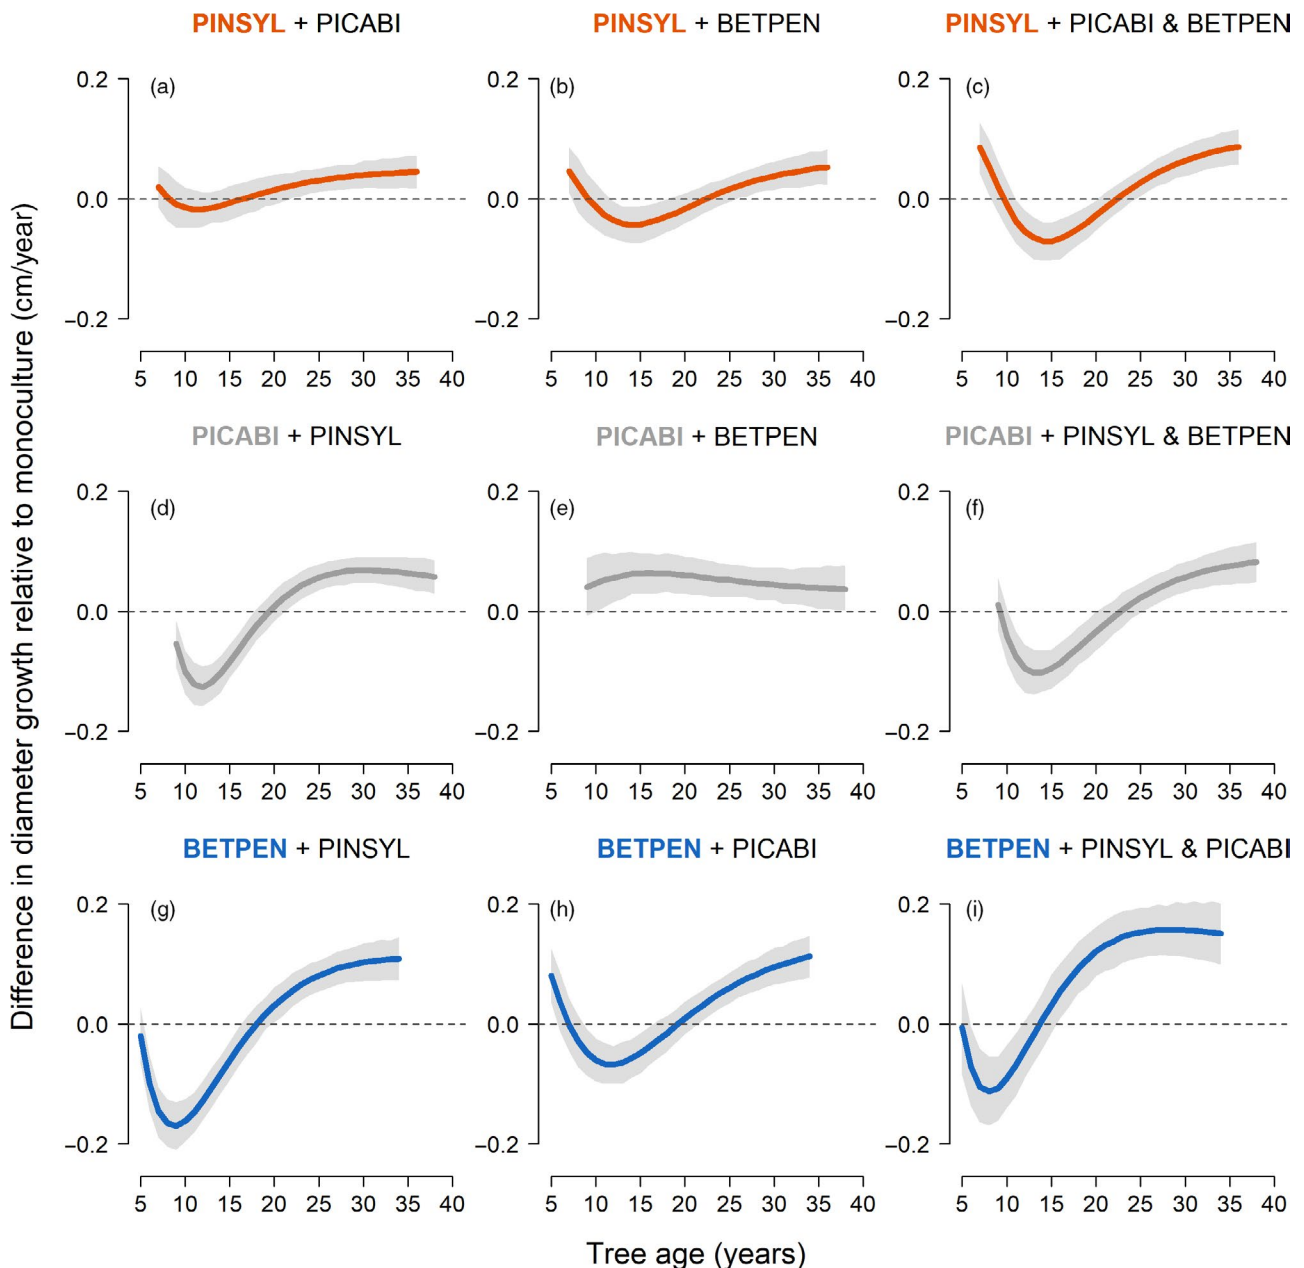 PINSYL + PICABI
PINSYL + BETPEN
PINSYL + PICABI & BETPEN
Difference in diameter growth relative to monoculture (cm/year)
(a)
0.2
0.0
−0.2
5 10 15 20 25 30 35 40
(b)
0.2
0.0
−0.2
5 10 15 20 25 30 35 40
(c)
0.2
0.0
−0.2
5 10 15 20 25 30 35 40
PICABI + PINSYL
PICABI + BETPEN
PICABI + PINSYL & BETPEN
(d)
0.2
0.0
−0.2
5 10 15 20 25 30 35 40
(e)
0.2
0.0
−0.2
5 10 15 20 25 30 35 40
(f)
0.2
0.0
−0.2
5 10 15 20 25 30 35 40
BETPEN + PINSYL
BETPEN + PICABI
BETPEN + PINSYL & PICABI
(g)
0.2
0.0
−0.2
5 10 15 20 25 30 35 40
(h)
0.2
0.0
−0.2
5 10 15 20 25 30 35 40
(i)
0.2
0.0
−0.2
5 10 15 20 25 30 35 40
Tree age (years)